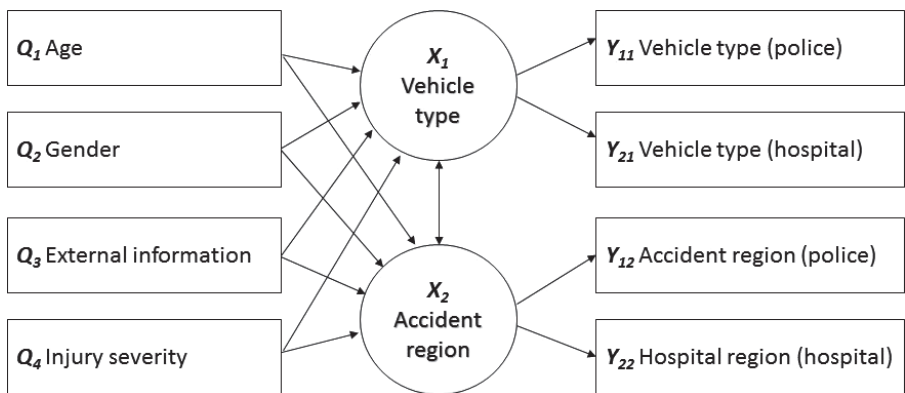 Q1 Age
Q2 Gender
Q3 External information
Q4 Injury severity
X1
Vehicle
type
X2
Accident
region
Y11 Vehicle type (police)
Y21 Vehicle type (hospital)
Y12 Accident region (police)
Y22 Hospital region (hospital)